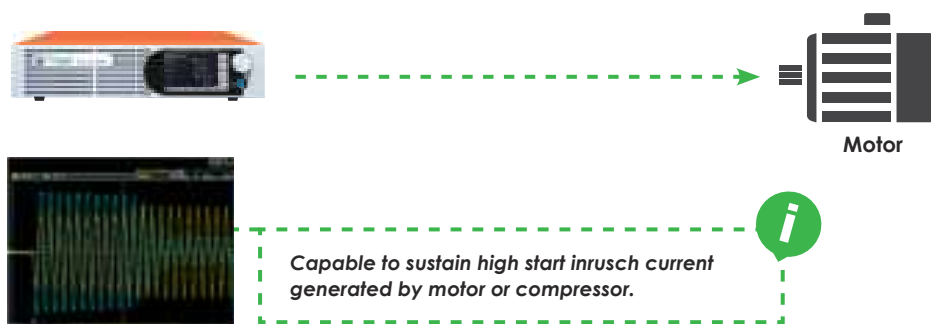 Motor
i
Capable to sustain high start inrusch current
generated by motor or compressor.